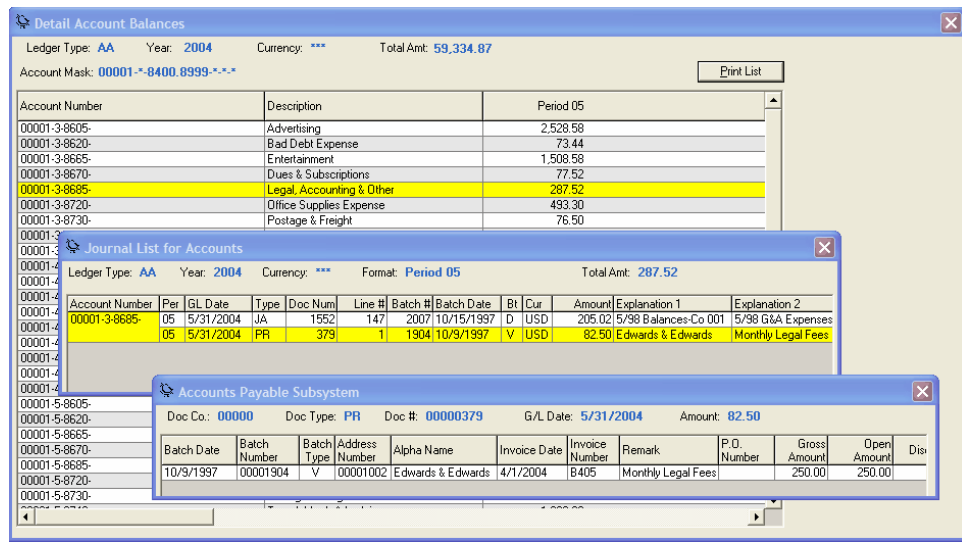 Detail Account Balances
Ledger Type: AA Year: 2004 Currency: *** Total Amt: 59,334.87
Account Mask: 00001-*-8400.8999-*-*-* Print List
Account Number Description Period 05
00001-3-8605- Advertising 2,528.58
00001-3-8620- Bad Debt Expense 73.44
00001-3-8665- Entertainment 1,508.58
00001-3-8670- Dues & Subscriptions 77.52
00001-3-8685- Legal, Accounting & Other 287.52
00001-3-8720- Office Supplies Expense 493.30
00001-3-8730- Postage & Freight 76.50
Journal List for Accounts
Ledger Type: AA Year: 2004 Currency: *** Format: Period 05 Total Amt: 287.52
Account Number Per GL Date Type Doc Num Line # Batch # Batch Date Bt Cur Amount Explanation 1 Explanation 2
00001-3-8685- 05 5/31/2004 JA 1552 147 2007 10/15/1997 D USD 205.02 5/98 Balances-Co 001 5/98 G&A Expenses
05 5/31/2004 PR 379 1 1904 10/9/1997 V USD 82.50 Edwards & Edwards Monthly Legal Fees
Accounts Payable Subsystem
Doc Co.: 00000 Doc Type: PR Doc #: 00000379 G/L Date: 5/31/2004 Amount: 82.50
Batch Date Batch Number Batch Type Address Number Alpha Name Invoice Date Invoice Number Remark P.O. Number Gross Amount Open Amount
10/9/1997 00001904 V 00001002 Edwards & Edwards 4/1/2004 B405 Monthly Legal Fees 250.00 250.00
00001-5-8605-
00001-5-8620-
00001-5-8665-
00001-5-8670-
00001-5-8685-
00001-5-8720-
00001-5-8730-